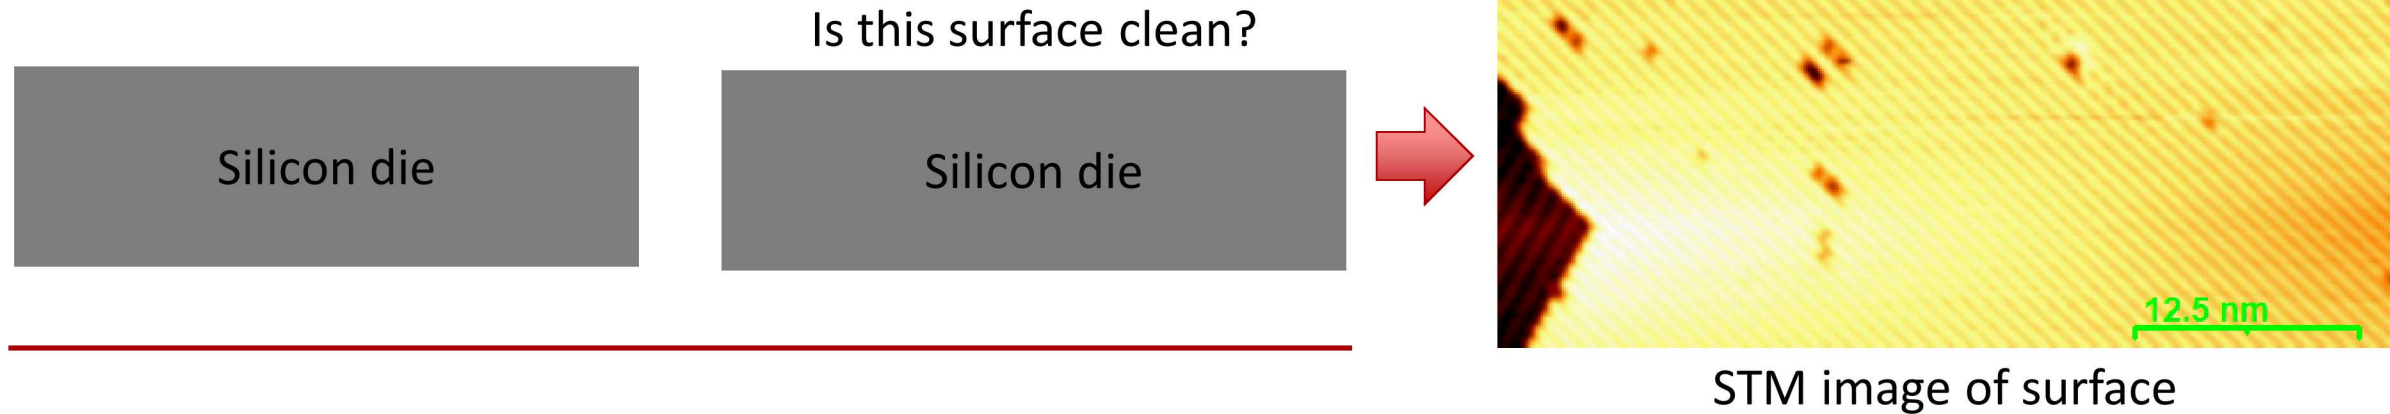 Is this surface clean?
Silicon die
Silicon die
12.5 nm
STM image of surface